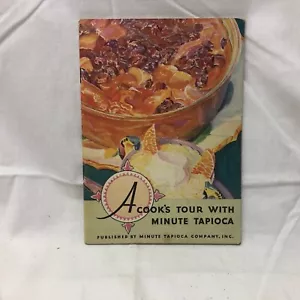 A COOK'S TOUR WITH
MINUTE TAPIOCA
PUBLISHED BY MINUTE TAPIOCA COMPANY, INC.